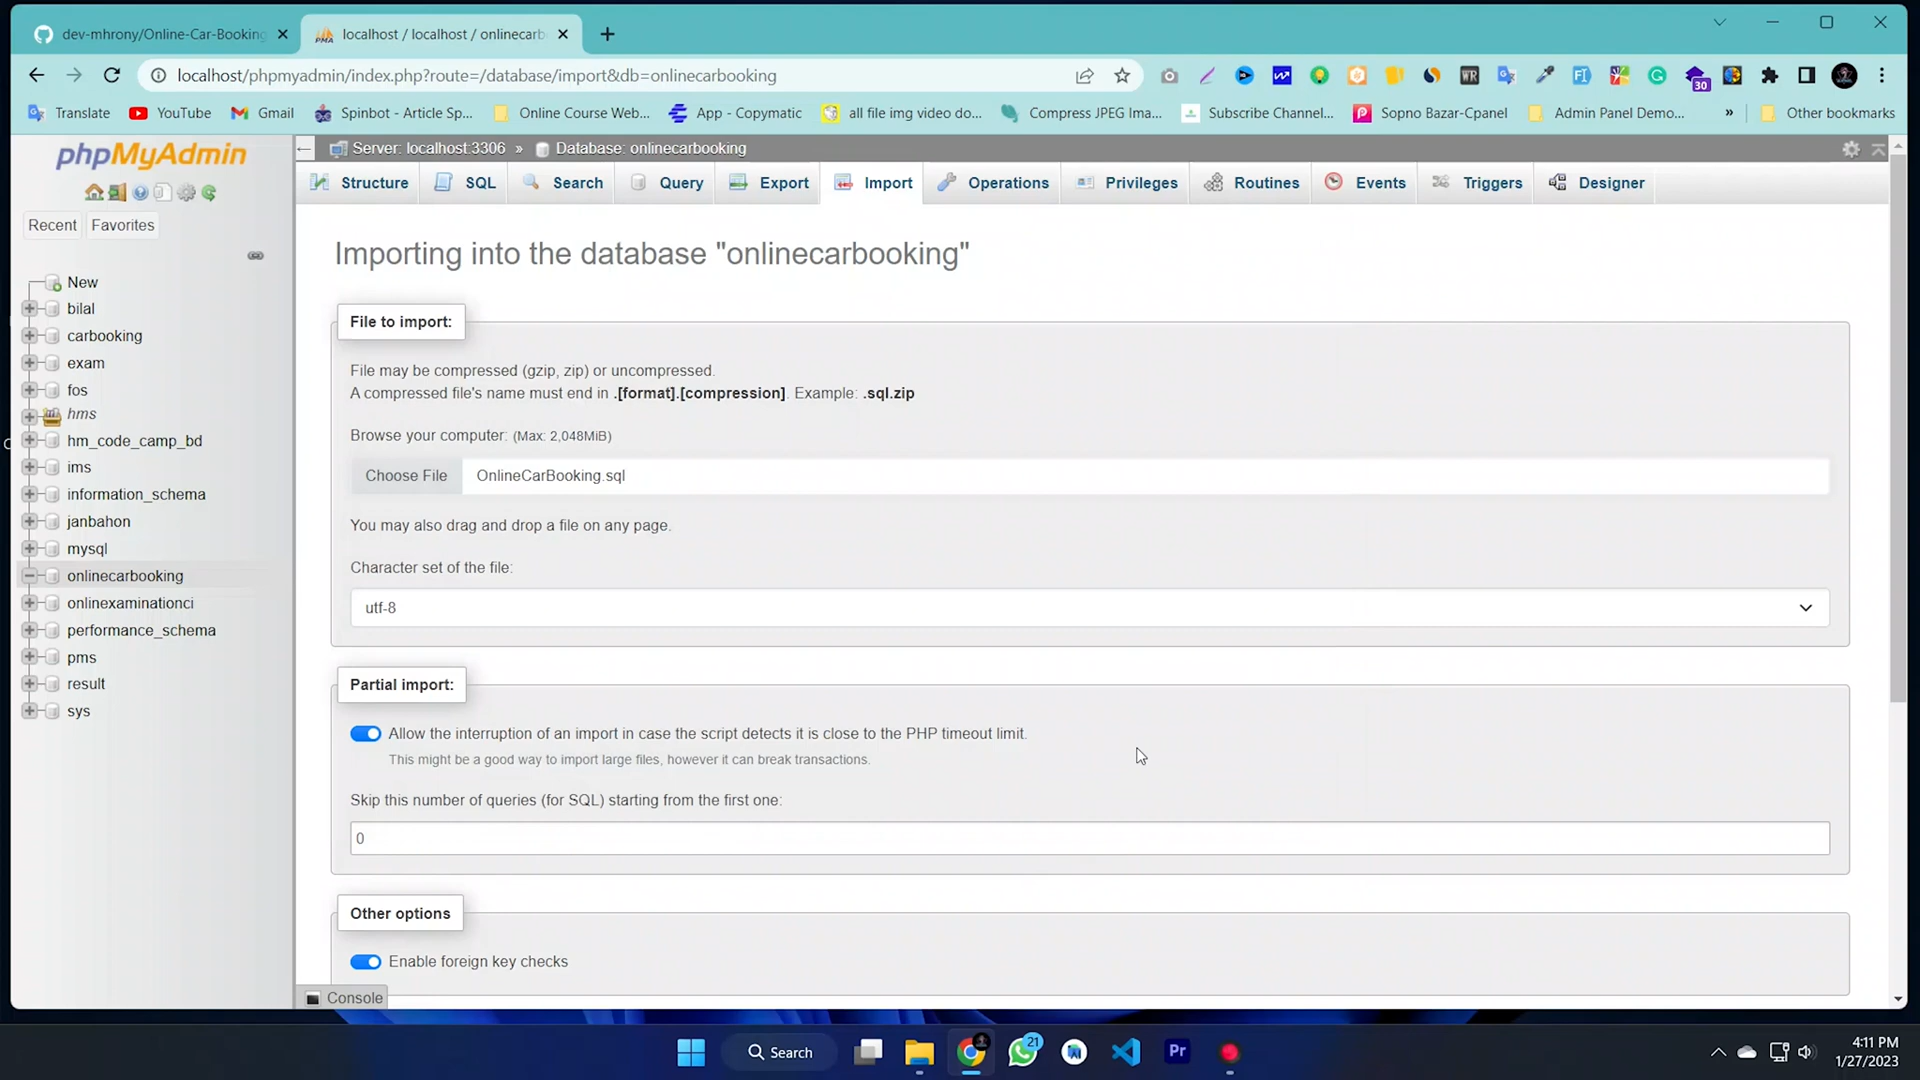 dev-mhrony/Online-Car-Booking
localhost / localhost / onlinecarb
localhost/phpmyadmin/index.php?route=/database/import&db=onlinecarbooking
30
Translate
YouTube
Gmail
Spinbot - Article Sp...
Online Course Web...
App - Copymatic
all file img video do...
Compress JPEG Ima...
Subscribe Channel...
Sopno Bazar-Cpanel
Admin Panel Demo...
»
Other bookmarks
phpMyAdmin
Recent
Favorites
New
bilal
carbooking
exam
fos
hms
hm_code_camp_bd
ims
information_schema
janbahon
mysql
onlinecarbooking
onlinexaminationci
performance_schema
pms
result
sys
Server: localhost:3306 » Database: onlinecarbooking
Structure
SQL
Search
Query
Export
Import
Operations
Privileges
Routines
Events
Triggers
Designer
Importing into the database "onlinecarbooking"
File to import:
File may be compressed (gzip, zip) or uncompressed.
A compressed file's name must end in .[format].[compression]. Example: .sql.zip
Browse your computer: (Max: 2,048MiB)
Choose File OnlineCarBooking.sql
You may also drag and drop a file on any page.
Character set of the file:
utf-8
Partial import:
Allow the interruption of an import in case the script detects it is close to the PHP timeout limit.
This might be a good way to import large files, however it can break transactions.
Skip this number of queries (for SQL) starting from the first one:
0
Other options
Enable foreign key checks
Console
Search
21
Pr
4:11 PM
1/27/2023